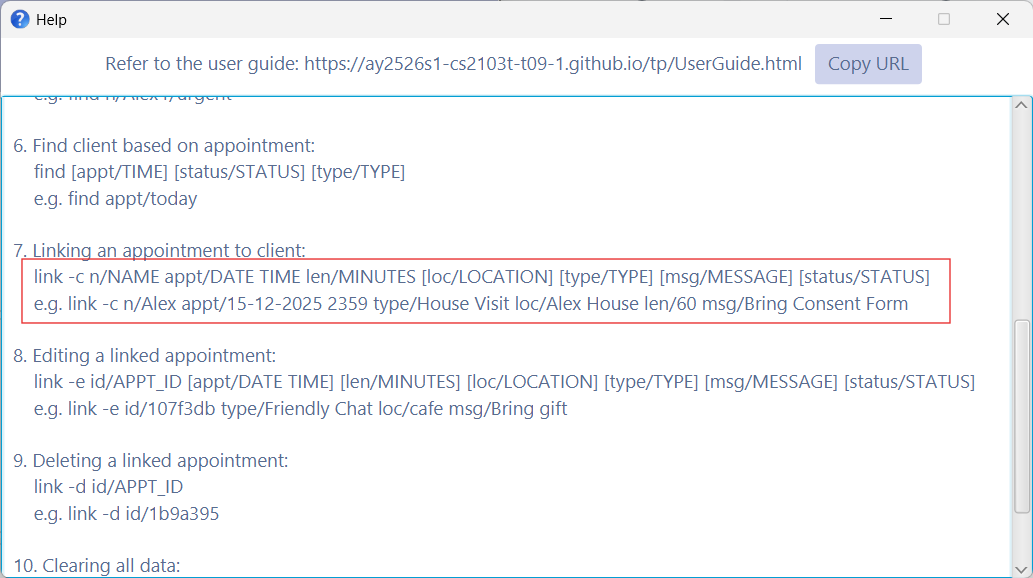 Help
Refer to the user guide: https://ay2526s1-cs2103t-t09-1.github.io/tp/UserGuide.html
Copy URL
6. Find client based on appointment:
find [appt/TIME] [status/STATUS] [type/TYPE]
e.g. find appt/today
7. Linking an appointment to client:
link -c n/NAME appt/DATE TIME len/MINUTES [loc/LOCATION] [type/TYPE] [msg/MESSAGE] [status/STATUS]
e.g. link -c n/Alex appt/15-12-2025 2359 type/House Visit loc/Alex House len/60 msg/Bring Consent Form
8. Editing a linked appointment:
link -e id/APPT_ID [appt/DATE TIME] [len/MINUTES] [loc/LOCATION] [type/TYPE] [msg/MESSAGE] [status/STATUS]
e.g. link -e id/107f3db type/Friendly Chat loc/cafe msg/Bring gift
9. Deleting a linked appointment:
link -d id/APPT_ID
e.g. link -d id/1b9a395
10. Clearing all data: